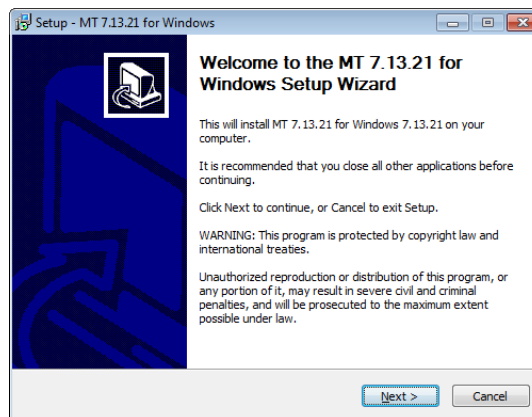 Setup - MT 7.13.21 for Windows
Welcome to the MT 7.13.21 for
Windows Setup Wizard
This will install MT 7.13.21 for Windows 7.13.21 on your
computer.
It is recommended that you close all other applications before
continuing.
Click Next to continue, or Cancel to exit Setup.
WARNING: This program is protected by copyright law and
international treaties.
Unauthorized reproduction or distribution of this program, or
any portion of it, may result in severe civil and criminal
penalties, and will be prosecuted to the maximum extent
possible under law.
Next >
Cancel